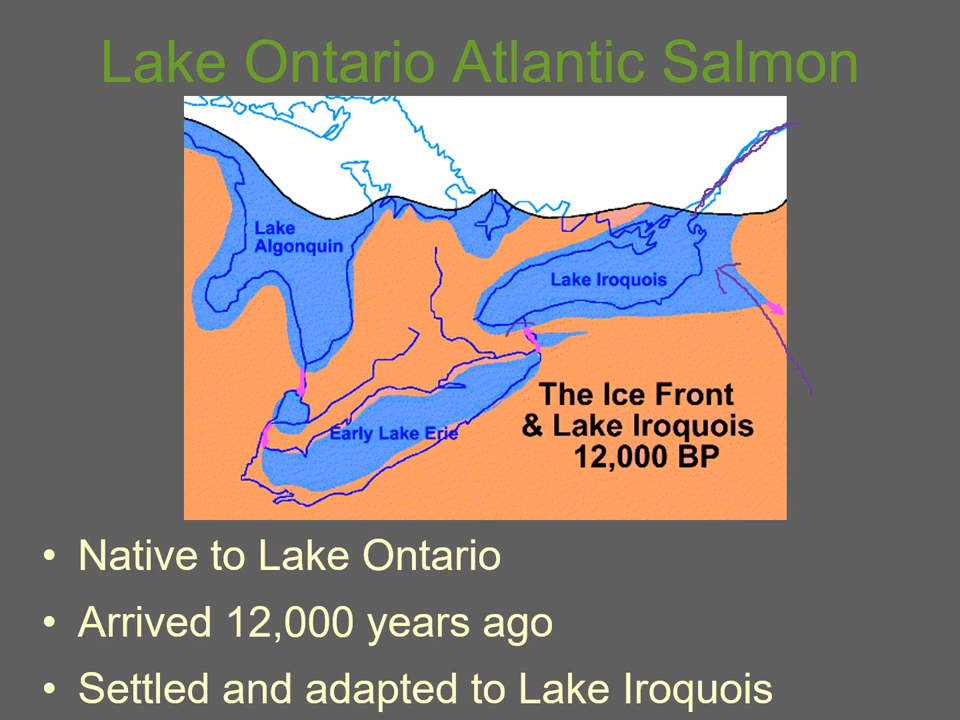 Lake Ontario Atlantic Salmon
Lake
Algonquin
Lake Iroquois
Early Lake Erie
The Ice Front
& Lake Iroquois
12,000 BP
• Native to Lake Ontario
• Arrived 12,000 years ago
• Settled and adapted to Lake Iroquois